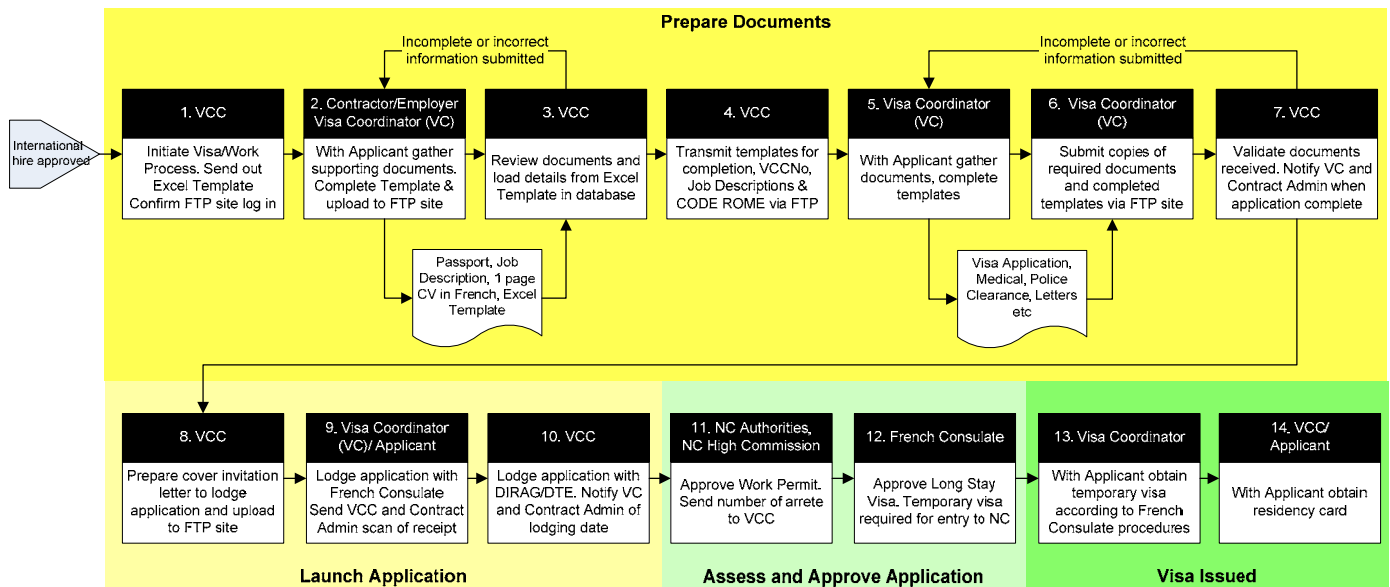 Prepare Documents
Incomplete or incorrect
information submitted
Incomplete or incorrect
information submitted
International
hire approved
1. VCC
Initiate Visa/Work
Process. Send out
Excel Template
Confirm FTP site log in
2. Contractor/Employer
Visa Coordinator (VC)
With Applicant gather
supporting documents.
Complete Template &
upload to FTP site
3. VCC
Review documents and
load details from Excel
Template in database
4. VCC
Transmit templates for
completion, VCCNo,
Job Descriptions &
CODE ROME via FTP
5. Visa Coordinator
(VC)
With Applicant gather
documents, complete
templates
6. Visa Coordinator
(VC)
Submit copies of
required documents
and completed
templates via FTP site
7. VCC
Validate documents
received. Notify VC and
Contract Admin when
application complete
Passport, Job
Description, 1 page
CV in French, Excel
Template
Visa Application,
Medical, Police
Clearance, Letters
etc
8. VCC
Prepare cover invitation
letter to lodge
application and upload
to FTP site
9. Visa Coordinator
(VC)/ Applicant
Lodge application with
French Consulate
Send VCC and Contract
Admin scan of receipt
10. VCC
Lodge application with
DIRAG/DTE. Notify VC
and Contract Admin of
lodging date
11. NC Authorities,
NC High Commission
Approve Work Permit.
Send number of arrete
to VCC
12. French Consulate
Approve Long Stay
Visa. Temporary visa
required for entry to NC
13. Visa Coordinator
With Applicant obtain
temporary visa
according to French
Consulate procedures
14. VCC/
Applicant
With Applicant obtain
residency card
Launch Application
Assess and Approve Application
Visa Issued